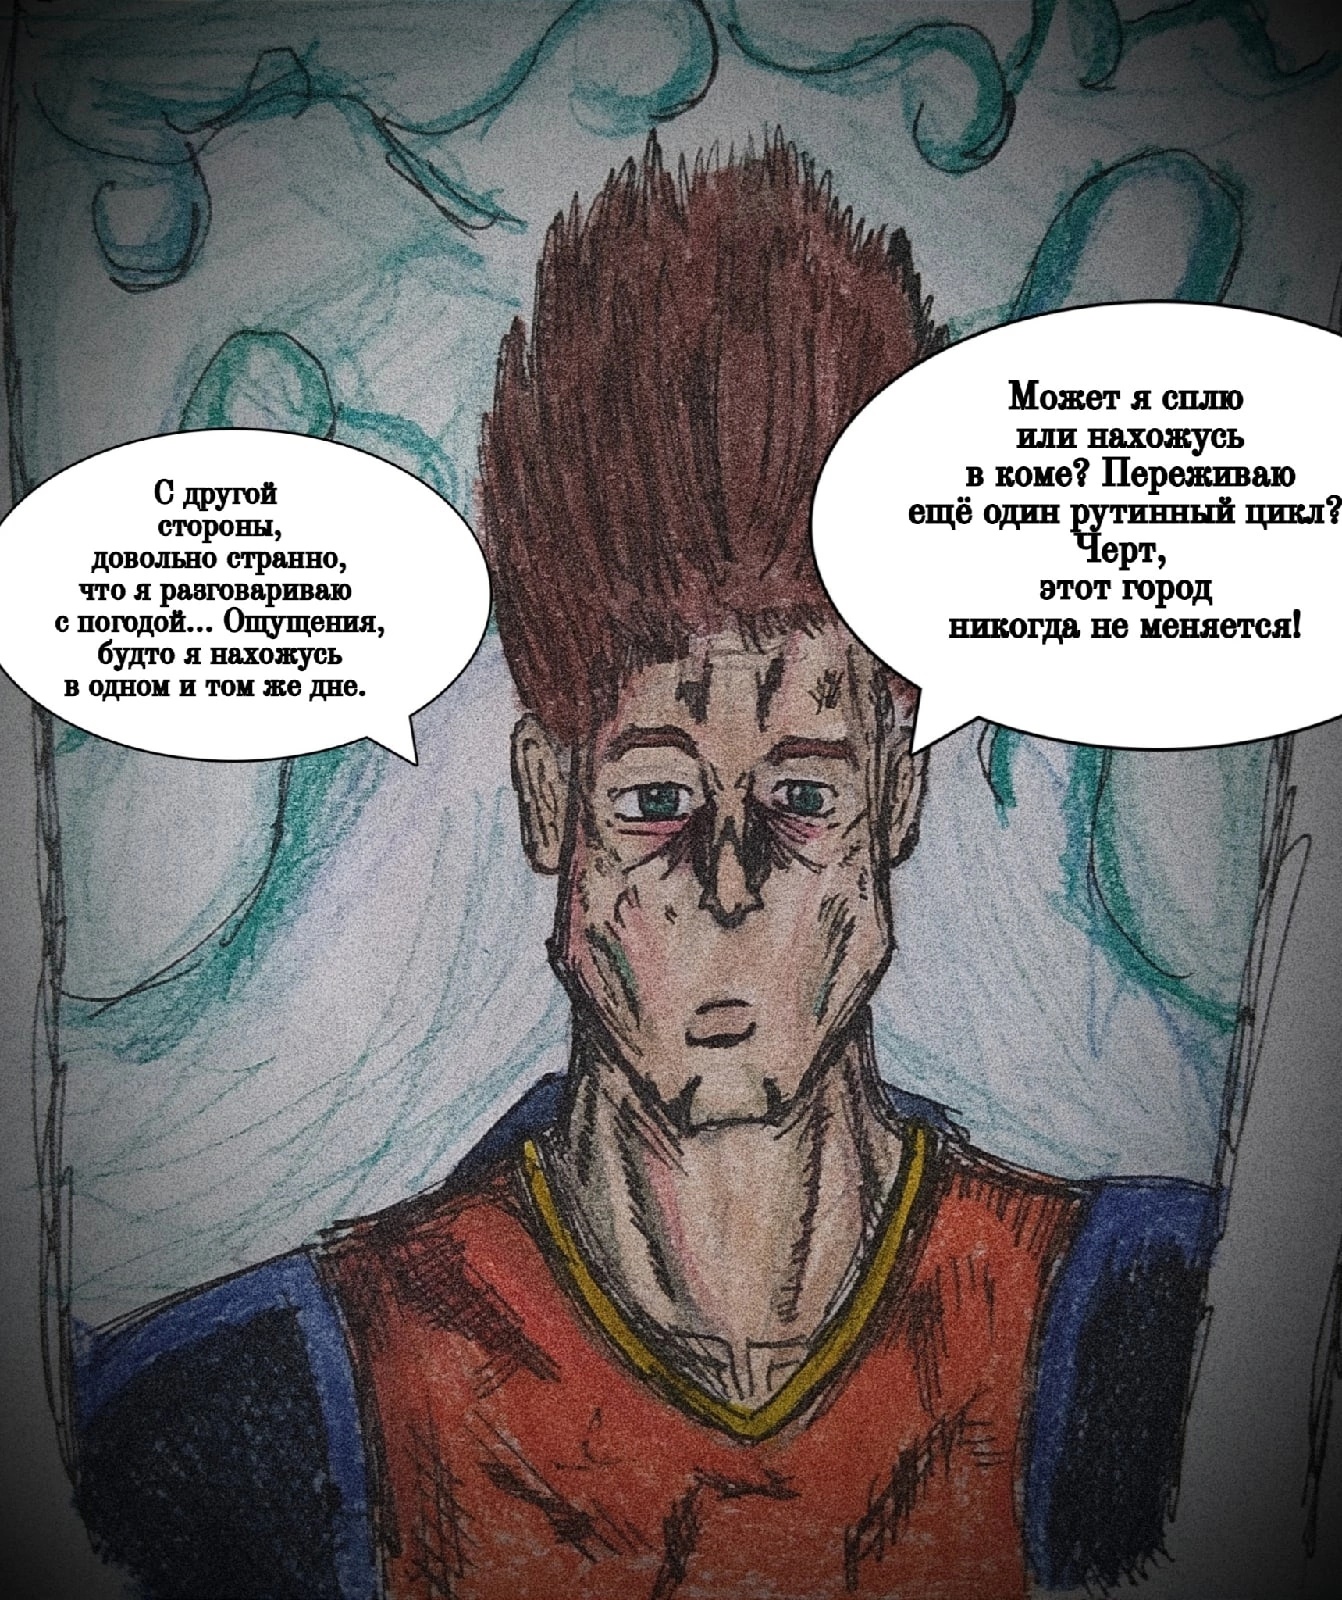 С другой
стороны,
довольно странно,
что я разговариваю
с погодой... Ощущения,
будто я нахожусь
в одном и том же дне.
Может я сплю
или нахожусь
в коме? Переживаю
ещё один рутинный цикл?
Черт,
этот город
никогда не меняется!